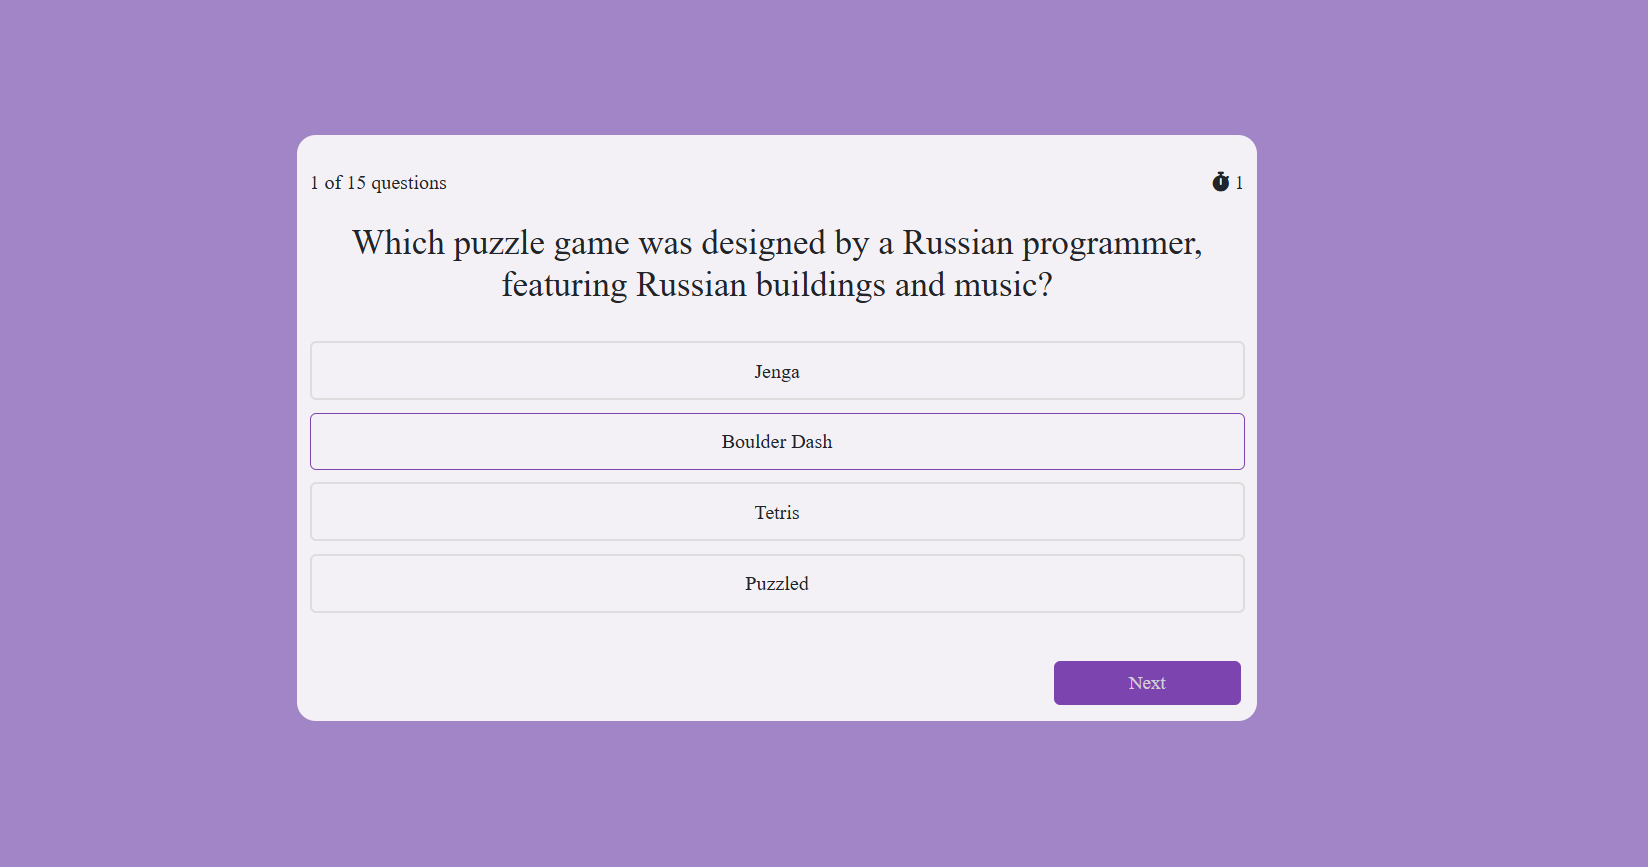 1 of 15 questions
1
Which puzzle game was designed by a Russian programmer,
featuring Russian buildings and music?
Jenga
Boulder Dash
Tetris
Puzzled
Next